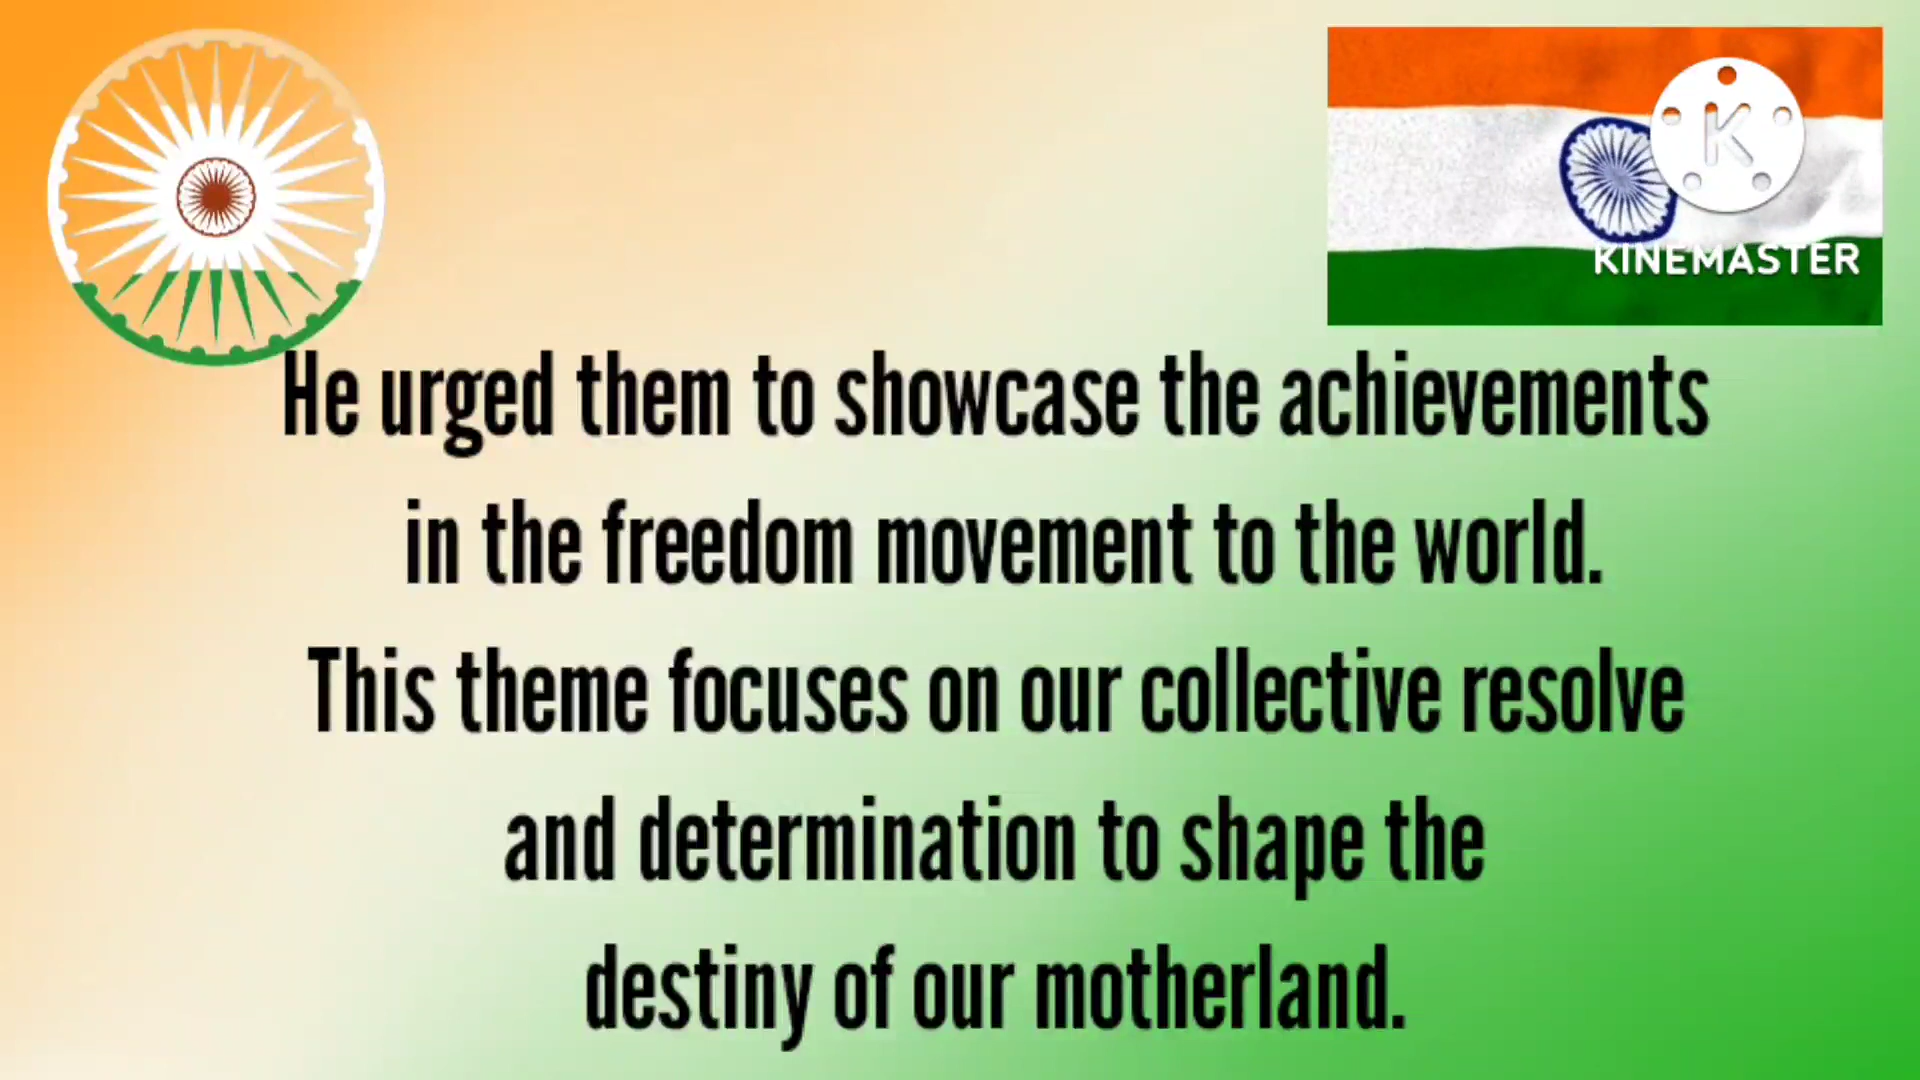 K
KINEMASTER
He urged them to showcase the achievements
in the freedom movement to the world.
This theme focuses on our collective resolve
and determination to shape the
destiny of our motherland.